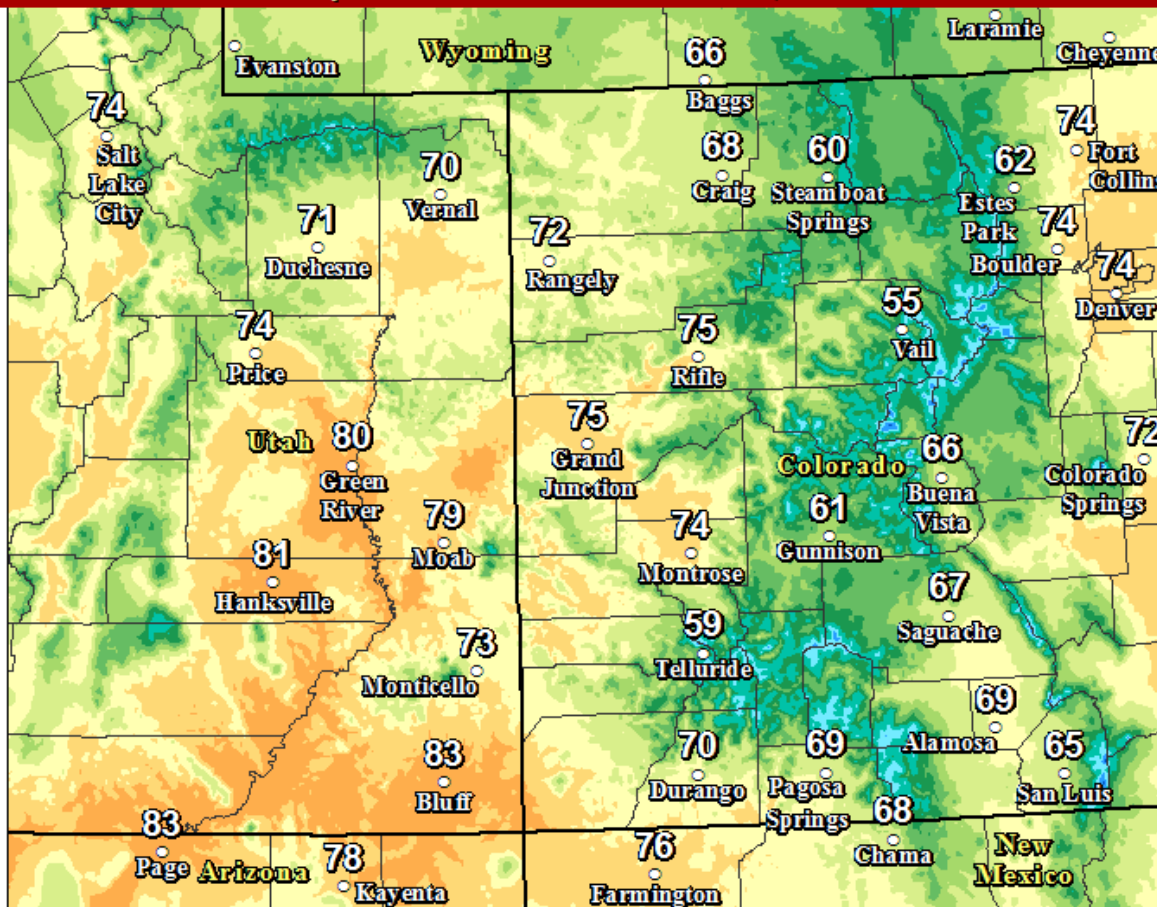 Laramie
Cheyenne
Wyoming
66
Evanston
Baggs
74
Salt
Lake
City
70
Vernal
68
Craig
60
Steamboat
Springs
62
Estes
Park
74
Fort
Collins
71
Duchesne
72
Rangely
74
Boulder
74
Denver
74
Price
75
Rifle
55
Vail
Utah
80
Green
River
75
Grand
Junction
Colorado
66
Buena
Vista
72
Colorado
Springs
79
Moab
74
Montrose
61
Gunnison
81
Hanksville
67
Saguache
73
Monticello
59
Telluride
69
Alamosa
83
Bluff
70
Durango
69
Pagosa
Springs
65
San Luis
83
Page
Arizona
78
Kayenta
76
Farmington
68
Chama
New
Mexico